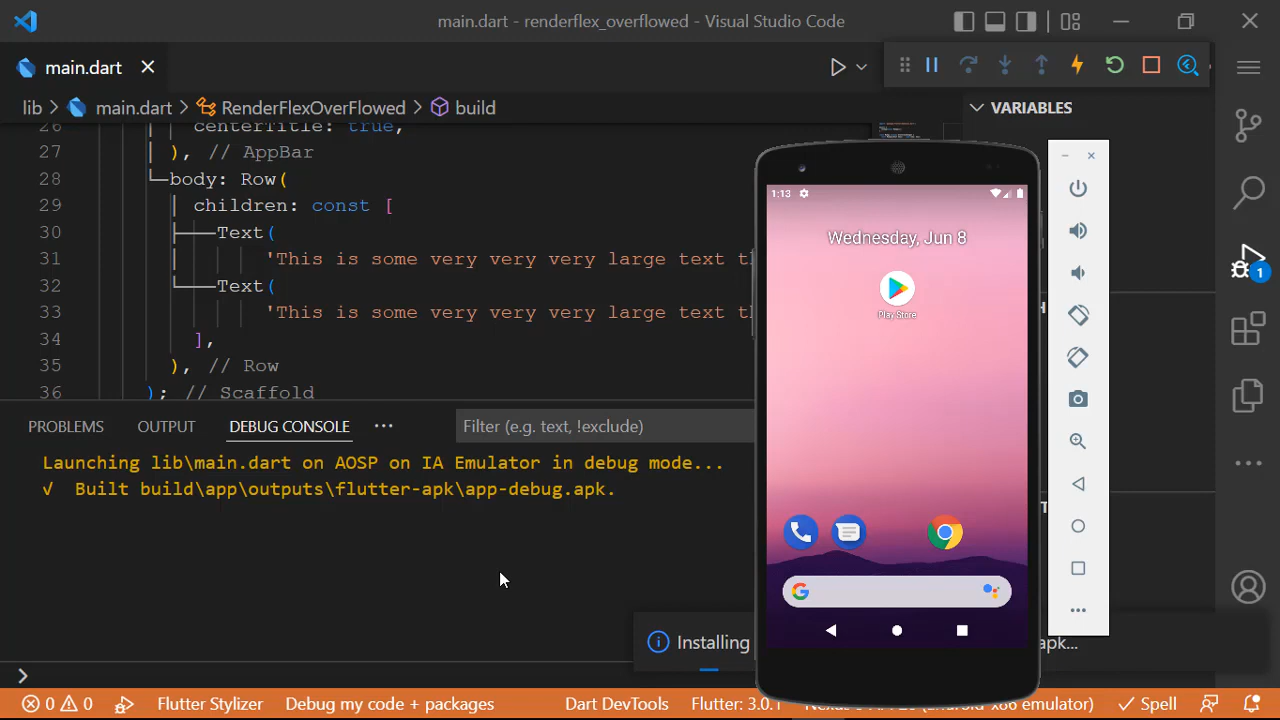 main.dart - renderflex_overflowed - Visual Studio Code
main.dart
lib > main.dart > RenderFlexOverFlowed > build
VARIABLES
26 centerTitle: true,
27 ), // AppBar
28 body: Row(
29 children: const [
30 Text(
31 'This is some very very very large text th
32 Text(
33 'This is some very very very large text th
34 ],
35 ), // Row
36 ); // Scaffold
1:13
Wednesday, Jun 8
Play Store
1
PROBLEMS
OUTPUT
DEBUG CONSOLE
Filter (e.g. text, !exclude)
Launching lib\main.dart on AOSP on IA Emulator in debug mode...
√ Built build\app\outputs\flutter-apk\app-debug.apk.
Installing
apk...
0 0
Flutter Stylizer
Debug my code + packages
Dart DevTools
Flutter: 3.0.1
Spell